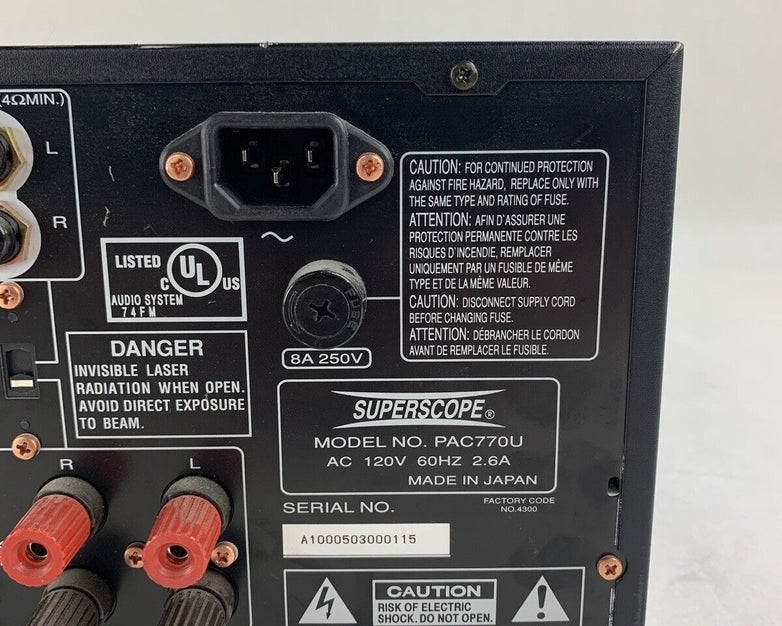 (4ΩMIN.)
L
R
CAUTION: FOR CONTINUED PROTECTION
AGAINST FIRE HAZARD, REPLACE ONLY WITH
THE SAME TYPE AND RATING OF FUSE.
ATTENTION: AFIN D'ASSURER UNE
PROTECTION PERMANENTE CONTRE LES
RISQUES D'INCENDIE, REMPLACER
UNIQUEMENT PAR UN FUSIBLE DE MÊME
TYPE ET DE LA MÊME VALEUR.
CAUTION: DISCONNECT SUPPLY CORD
BEFORE CHANGING FUSE.
ATTENTION: DÉBRANCHER LE CORDON
AVANT DE REMPLACER LE FUSIBLE.
LISTED
C UL US
AUDIO SYSTEM
74FM
FUSE
8A 250V
DANGER
INVISIBLE LASER
RADIATION WHEN OPEN.
AVOID DIRECT EXPOSURE
TO BEAM.
SUPERSCOPE®
MODEL NO. PAC770U
AC 120V 60HZ 2.6A
MADE IN JAPAN
R L
SERIAL NO.
FACTORY CODE
NO.4300
A1000503000115
CAUTION
RISK OF ELECTRIC
SHOCK. DO NOT OPEN.